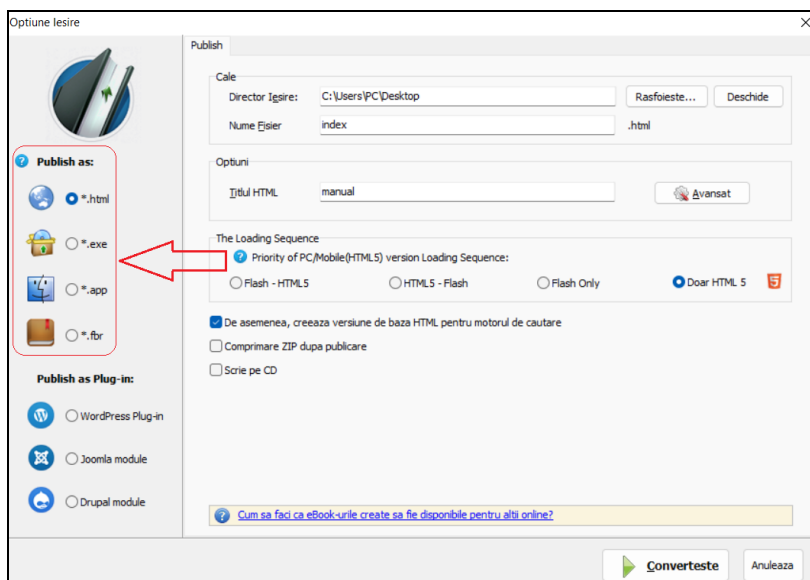 Optiune Iesire
Publish
Publish as:
*.html
*.exe
*.app
*.fbr
Publish as Plug-in:
WordPress Plug-in
Joomla module
Drupal module
Cale
Director Iesire: C:\Users\PC\Desktop Rasfoieste... Deschide
Nume Fisier index .html
Optiuni
Titlul HTML manual Avansat
The Loading Sequence
Priority of PC/Mobile(HTML5) version Loading Sequence:
Flash - HTML5 HTML5 - Flash Flash Only Doar HTML 5
De asemenea, creeaza versiune de baza HTML pentru motorul de cautare
Comprimare ZIP dupa publicare
Scrie pe CD
Cum sa faci ca eBook-urile create sa fie disponibile pentru altii online?
Converteste Anuleaza